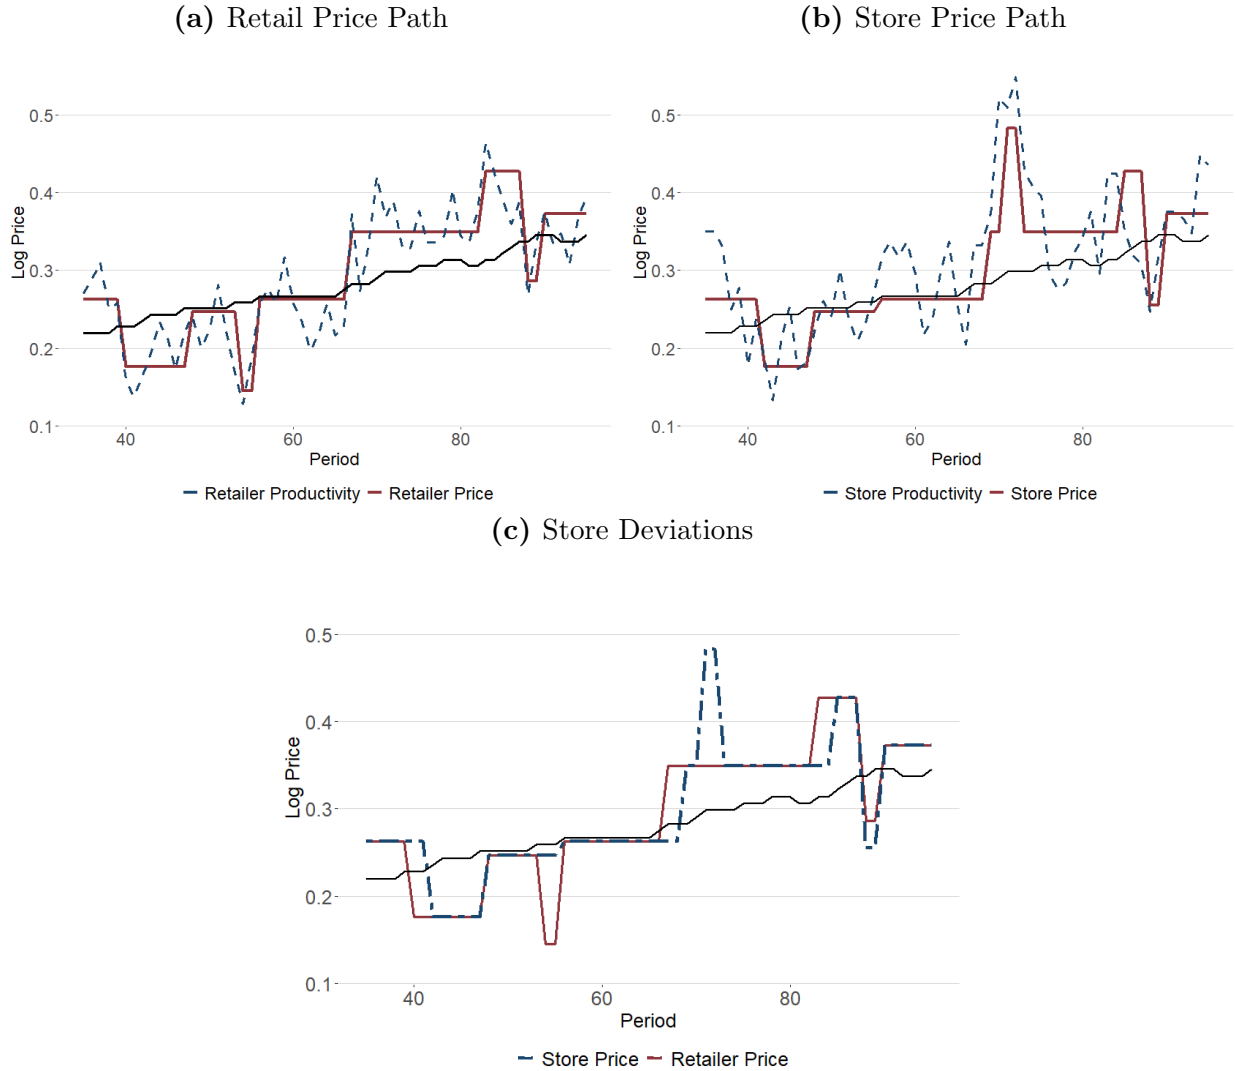 (a) Retail Price Path
0.5
0.4
0.3
0.2
0.1
Log Price
40 60 80
Period
Retailer Productivity Retailer Price
(b) Store Price Path
0.5
0.4
0.3
0.2
0.1
Log Price
40 60 80
Period
Store Productivity Store Price
(c) Store Deviations
0.5
0.4
0.3
0.2
0.1
Log Price
40 60 80
Period
Store Price Retailer Price